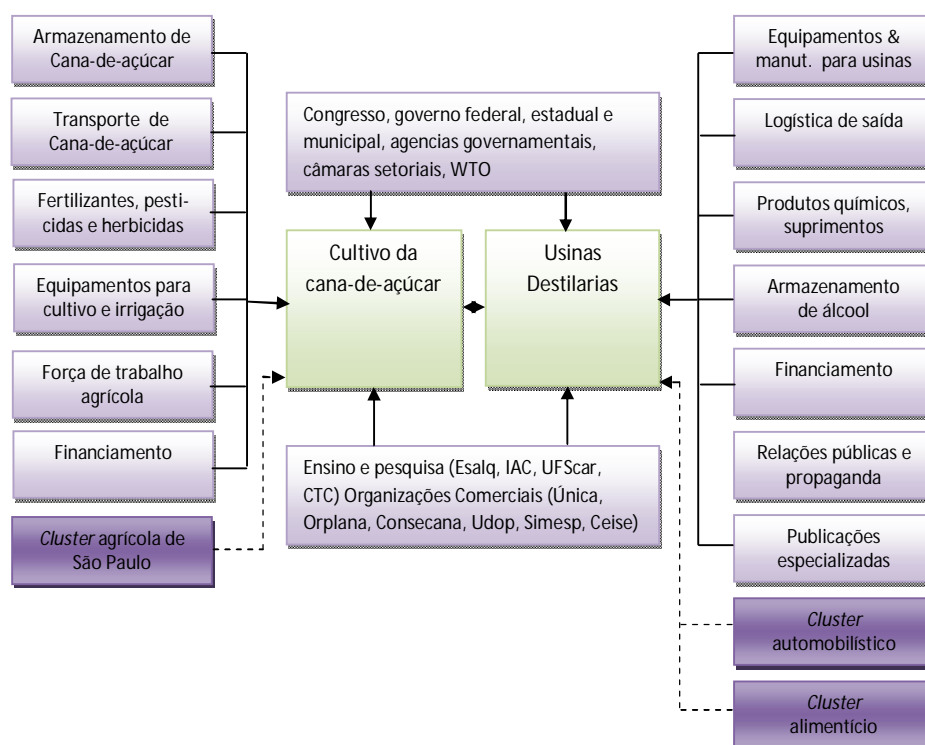 Armazenamento de
Cana-de-açúcar
Transporte de
Cana-de-açúcar
Fertilizantes, pesti-
cidas e herbicidas
Equipamentos para
cultivo e irrigação
Força de trabalho
agrícola
Financiamento
Cluster agrícola de
São Paulo
Congresso, governo federal, estadual e
municipal, agencias governamentais,
câmaras setoriais, WTO
Cultivo da
cana-de-açúcar
Usinas
Destilarias
Ensino e pesquisa (Esalq, IAC, UFScar,
CTC) Organizações Comerciais (Única,
Orplana, Consecana, Udop, Simesp, Ceise)
Equipamentos &
manut. para usinas
Logística de saída
Produtos químicos,
suprimentos
Armazenamento
de álcool
Financiamento
Relações públicas e
propaganda
Publicações
especializadas
Cluster
automobilístico
Cluster
alimentício